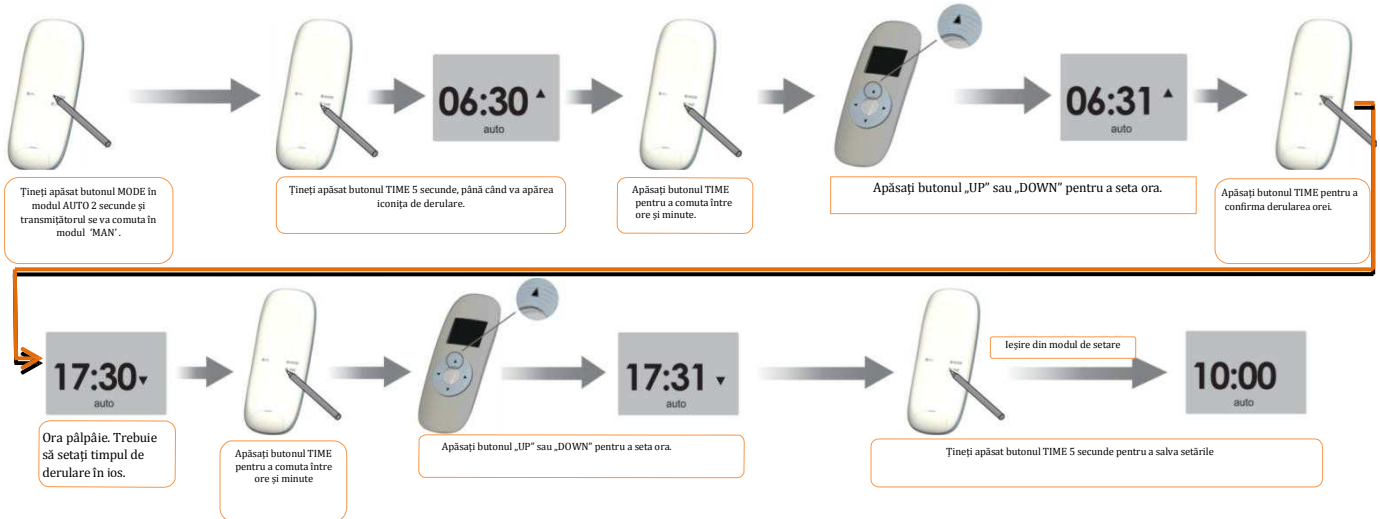 06:30
auto
06:31
auto
Țineți apăsat butonul MODE în
modul AUTO 2 secunde și
transmițătorul se va comuta în
modul 'MAN' .
Țineți apăsat butonul TIME 5 secunde, până când va apărea
iconița de derulare.
Apăsați butonul TIME
pentru a comuta între
ore și minute.
Apăsați butonul „UP” sau „DOWN” pentru a seta ora.
Apăsați butonul TIME pentru a
confirma derularea orei.
17:30
auto
17:31
auto
Ieșire din modul de setare
10:00
auto
Ora pâlpâie. Trebuie
să setați timpul de
derulare în ios.
Apăsați butonul TIME
pentru a comuta între
ore și minute
Apăsați butonul „UP” sau „DOWN” pentru a seta ora.
Țineți apăsat butonul TIME 5 secunde pentru a salva setările